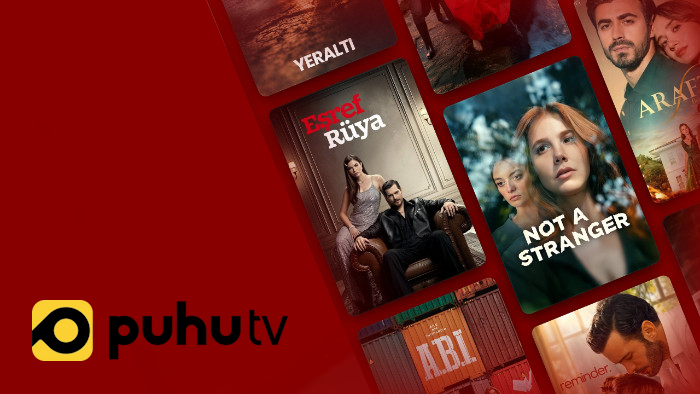 YERALTI
Eşref
Rüya
ARAF
NOT A
STRANGER
A.B.İ.
reminder.
puhutv